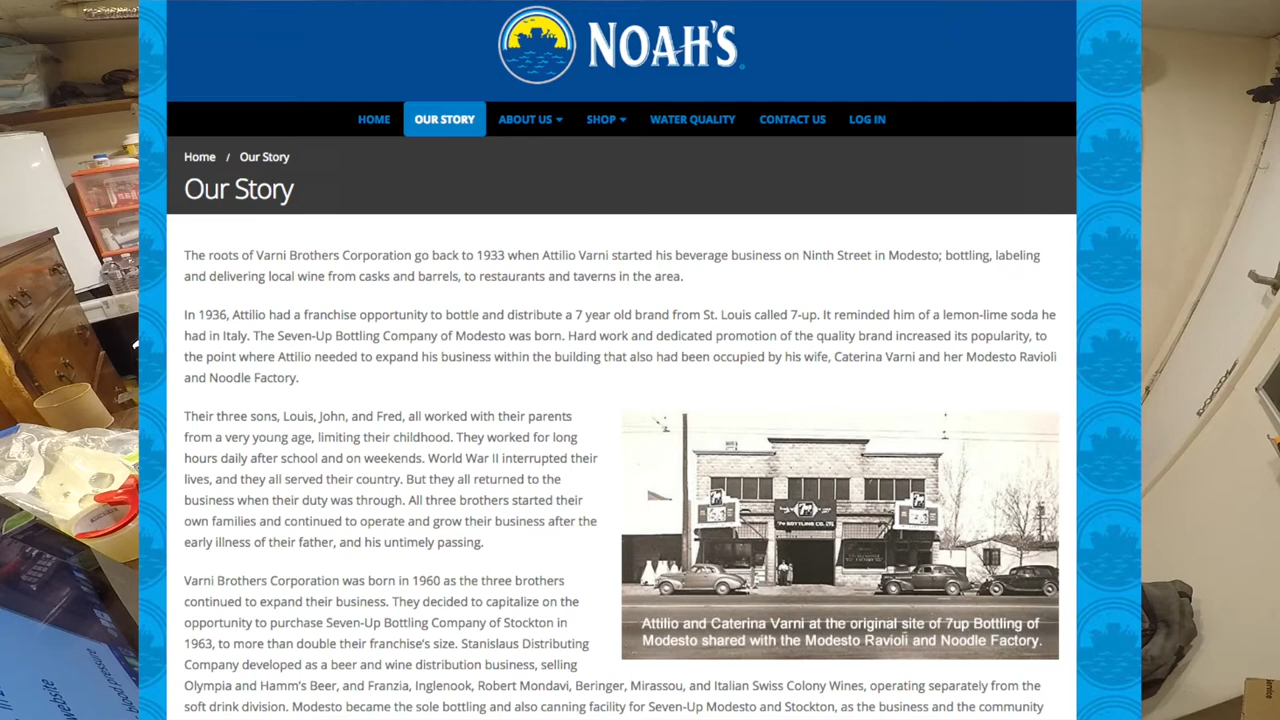 NOAH'S
HOME
OUR STORY
ABOUT US
SHOP
WATER QUALITY
CONTACT US
LOG IN
Home / Our Story
Our Story
The roots of Varni Brothers Corporation go back to 1933 when Attilio Varni started his beverage business on Ninth Street in Modesto; bottling, labeling
and delivering local wine from casks and barrels, to restaurants and taverns in the area.
In 1936, Attilio had a franchise opportunity to bottle and distribute a 7 year old brand from St. Louis called 7-up. It reminded him of a lemon-lime soda he
had in Italy. The Seven-Up Bottling Company of Modesto was born. Hard work and dedicated promotion of the quality brand increased its popularity, to
the point where Attilio needed to expand his business within the building that also had been occupied by his wife, Caterina Varni and her Modesto Ravioli
and Noodle Factory.
Their three sons, Louis, John, and Fred, all worked with their parents
from a very young age, limiting their childhood. They worked for long
hours daily after school and on weekends. World War II interrupted their
lives, and they all served their country. But they all returned to the
business when their duty was through. All three brothers started their
own families and continued to operate and grow their business after the
early illness of their father, and his untimely passing.
7up BOTTLING CO.
Attilio and Caterina Varni at the original site of 7up Bottling of
Modesto shared with the Modesto Ravioli and Noodle Factory.
Varni Brothers Corporation was born in 1960 as the three brothers
continued to expand their business. They decided to capitalize on the
opportunity to purchase Seven-Up Bottling Company of Stockton in
1963, to more than double their franchise's size. Stanislaus Distributing
Company developed as a beer and wine distribution business, selling
Olympia and Hamm's Beer, and Franzia, Inglenook, Robert Mondavi, Beringer, Mirassou, and Italian Swiss Colony Wines, operating separately from the
soft drink division. Modesto became the sole bottling and also canning facility for Seven-Up Modesto and Stockton, as the business and the community